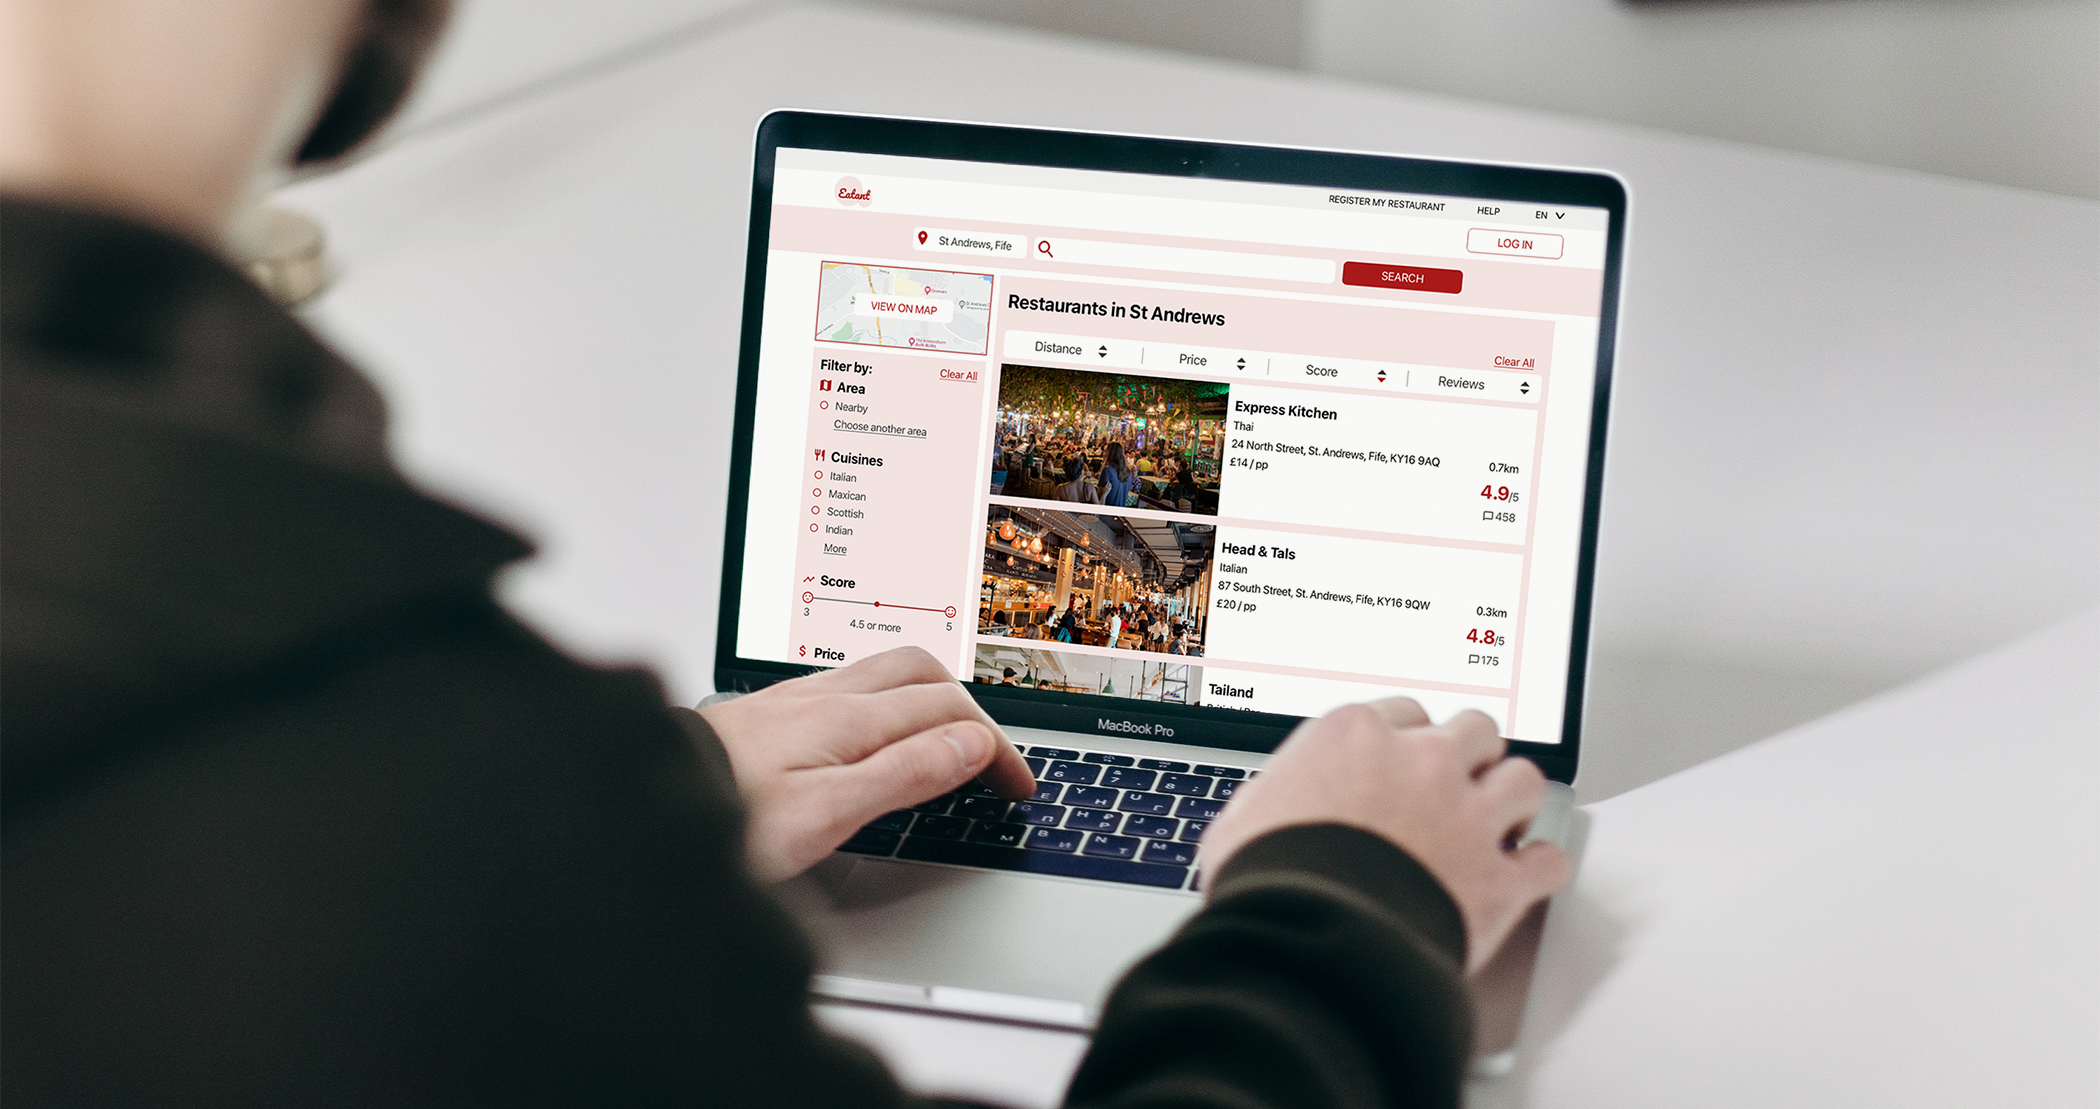 Eatant
REGISTER MY RESTAURANT
HELP
EN
LOG IN
St Andrews, Fife
SEARCH
VIEW ON MAP
Restaurants in St Andrews
Clear All
Distance
Price
Score
Reviews
Filter by:
Clear All
Area
Nearby
Choose another area
Cuisines
Italian
Maxican
Scottish
Indian
More
Score
3
4.5 or more
5
$ Price
Express Kitchen
Thai
24 North Street, St. Andrews, Fife, KY16 9AQ
£14 / pp
0.7km
4.9/5
458
Head & Tals
Italian
87 South Street, St. Andrews, Fife, KY16 9QW
£20 / pp
0.3km
4.8/5
175
Tailand
MacBook Pro